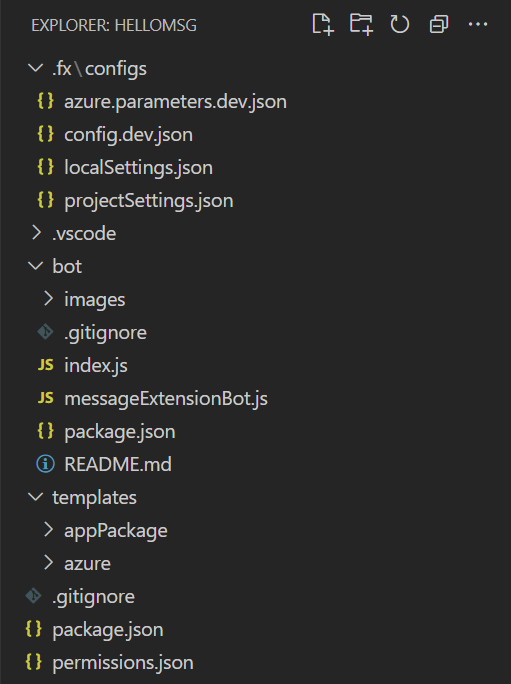 EXPLORER: HELLOMSG
.fx\configs
{} azure.parameters.dev.json
{} config.dev.json
{} localSettings.json
{} projectSettings.json
.vscode
bot
images
.gitignore
JS index.js
JS messageExtensionBot.js
{} package.json
README.md
templates
appPackage
azure
.gitignore
{} package.json
{} permissions.json